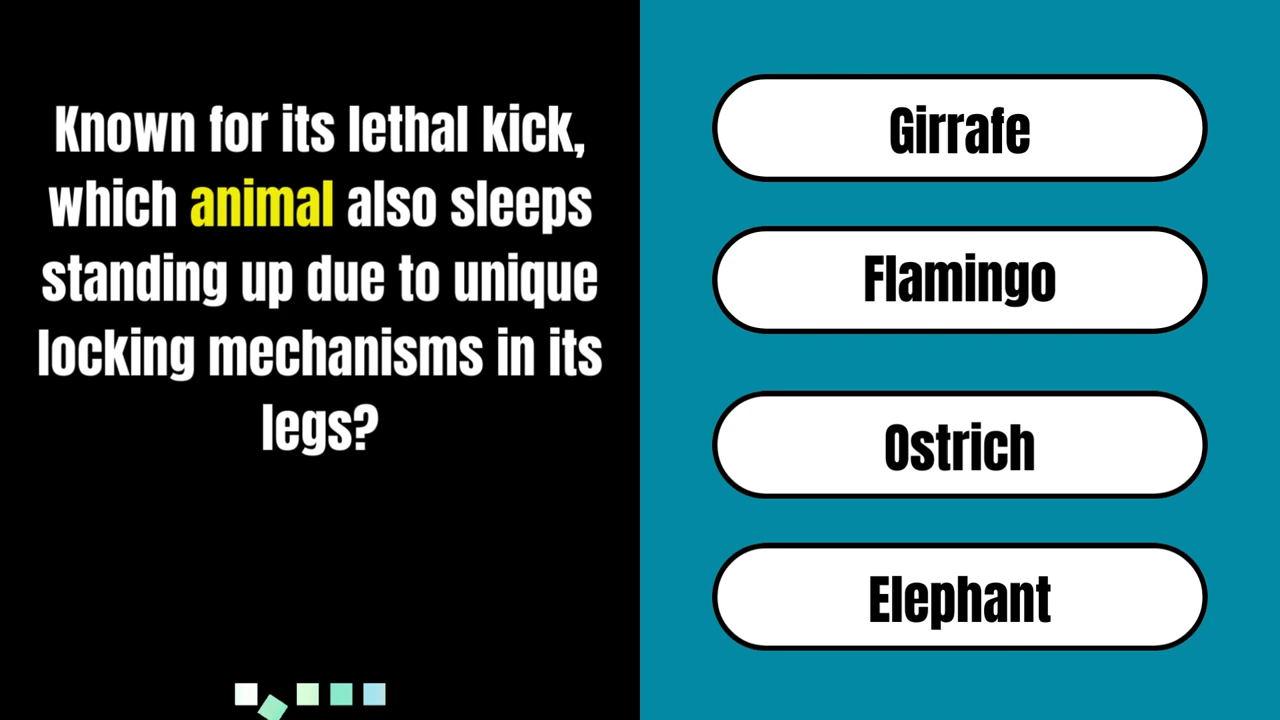 Known for its lethal kick,
which animal also sleeps
standing up due to unique
locking mechanisms in its
legs?
Girrafe
Flamingo
Ostrich
Elephant